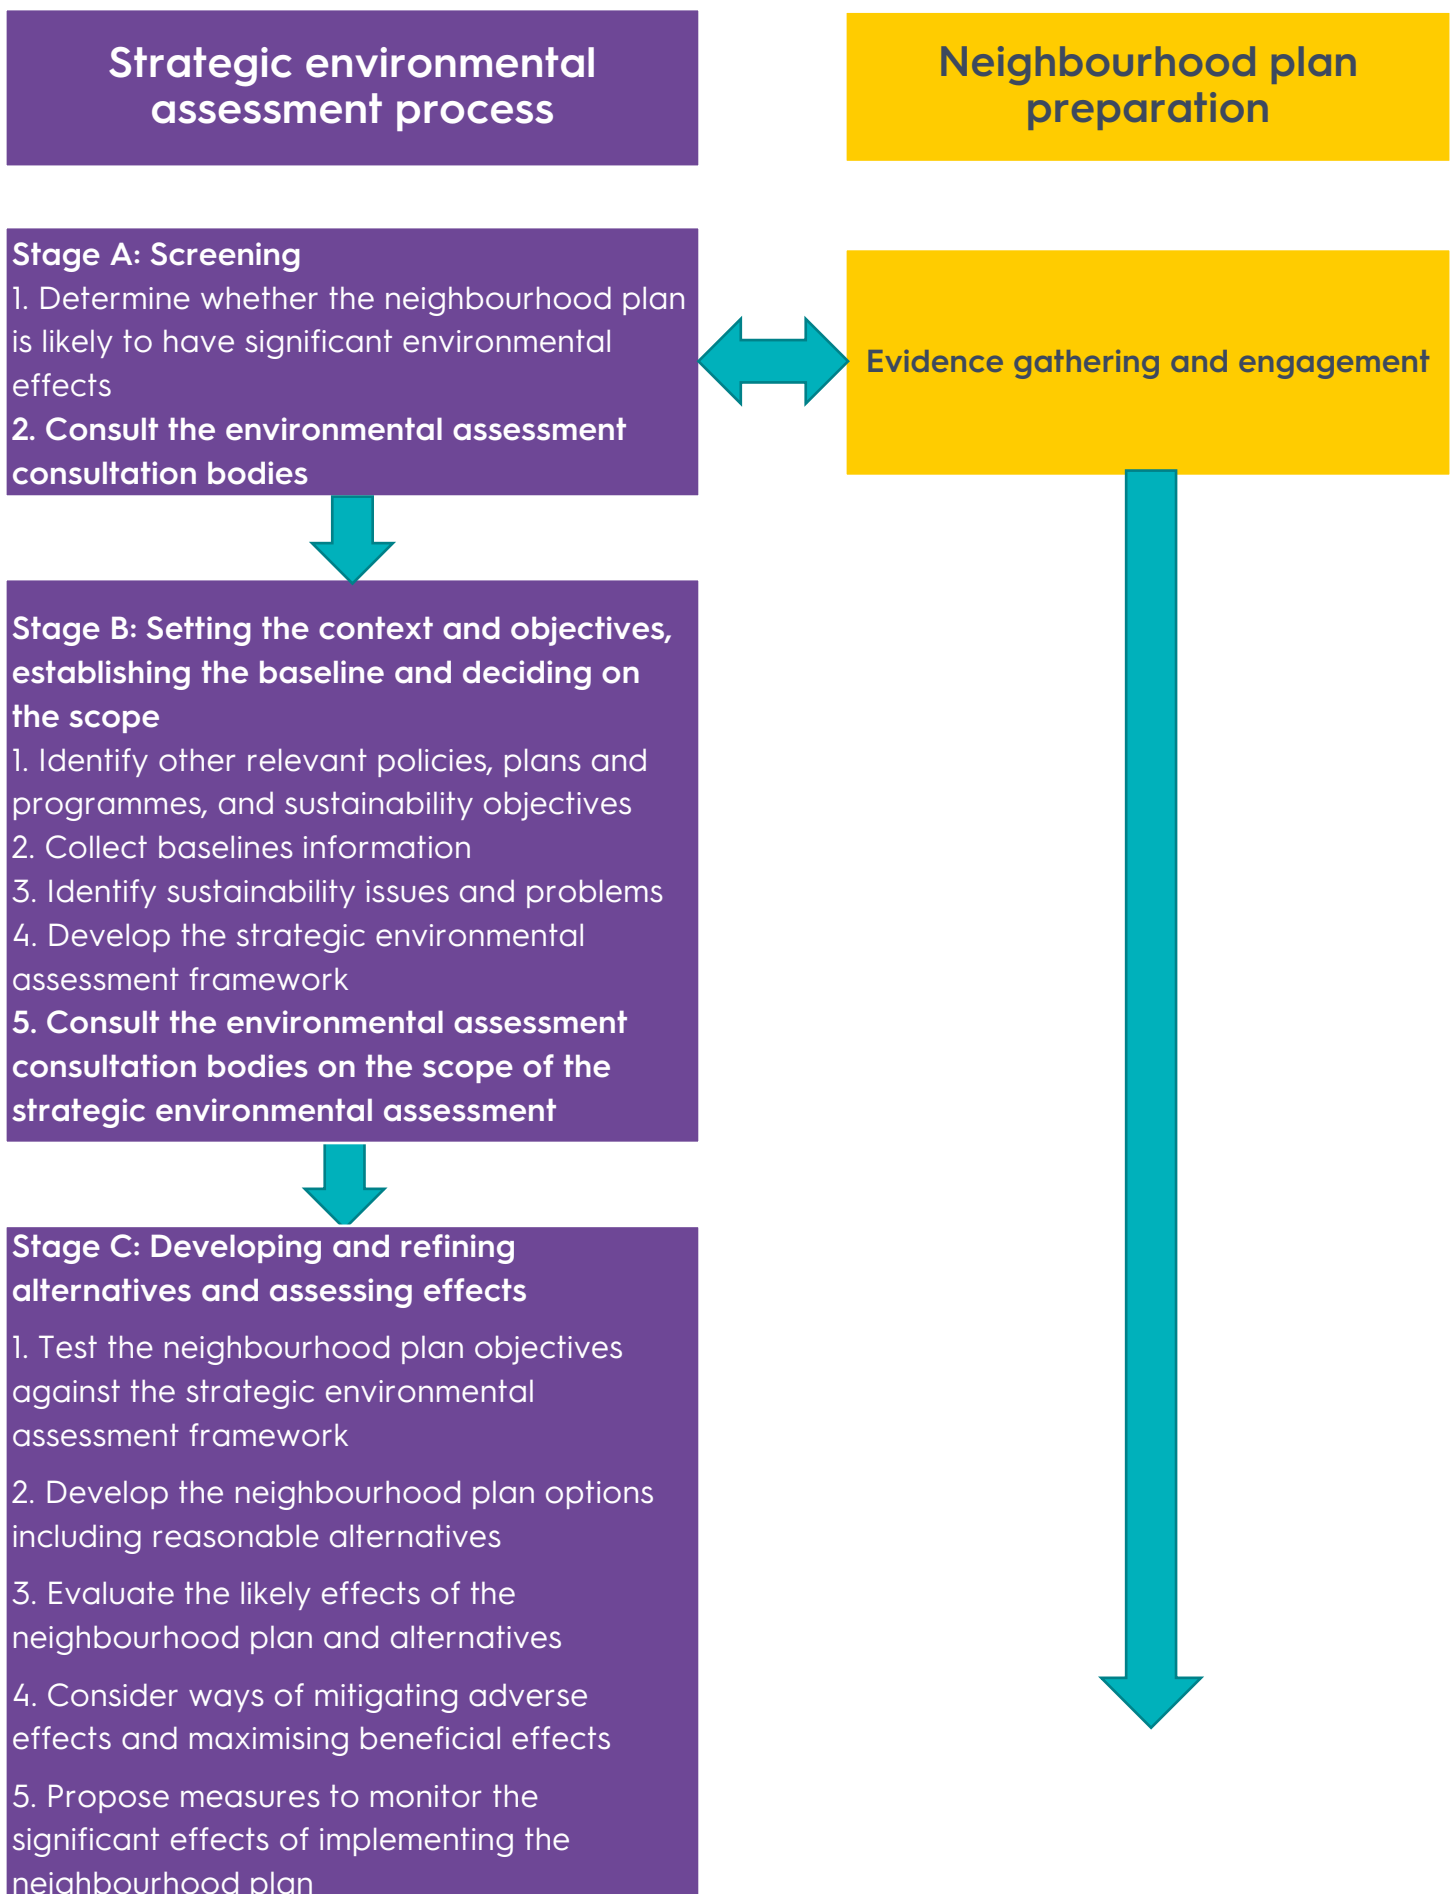 Strategic environmental
assessment process
Neighbourhood plan
preparation
Stage A: Screening
1. Determine whether the neighbourhood plan
is likely to have significant environmental
effects
2. Consult the environmental assessment
consultation bodies
Evidence gathering and engagement
Stage B: Setting the context and objectives,
establishing the baseline and deciding on
the scope
1. Identify other relevant policies, plans and
programmes, and sustainability objectives
2. Collect baselines information
3. Identify sustainability issues and problems
4. Develop the strategic environmental
assessment framework
5. Consult the environmental assessment
consultation bodies on the scope of the
strategic environmental assessment
Stage C: Developing and refining
alternatives and assessing effects
1. Test the neighbourhood plan objectives
against the strategic environmental
assessment framework
2. Develop the neighbourhood plan options
including reasonable alternatives
3. Evaluate the likely effects of the
neighbourhood plan and alternatives
4. Consider ways of mitigating adverse
effects and maximising beneficial effects
5. Propose measures to monitor the
significant effects of implementing the
neighbourhood plan